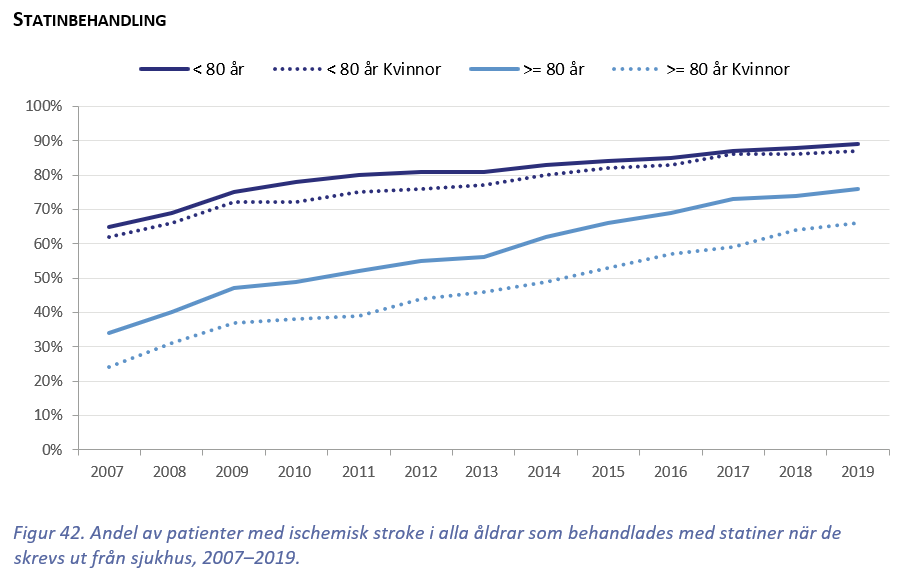 STATINBEHANDLING
< 80 år < 80 år Kvinnor >= 80 år >= 80 år Kvinnor
100%
90%
80%
70%
60%
50%
40%
30%
20%
10%
0%
2007 2008 2009 2010 2011 2012 2013 2014 2015 2016 2017 2018 2019
Figur 42. Andel av patienter med ischemisk stroke i alla åldrar som behandlades med statiner när de
skrevs ut från sjukhus, 2007–2019.